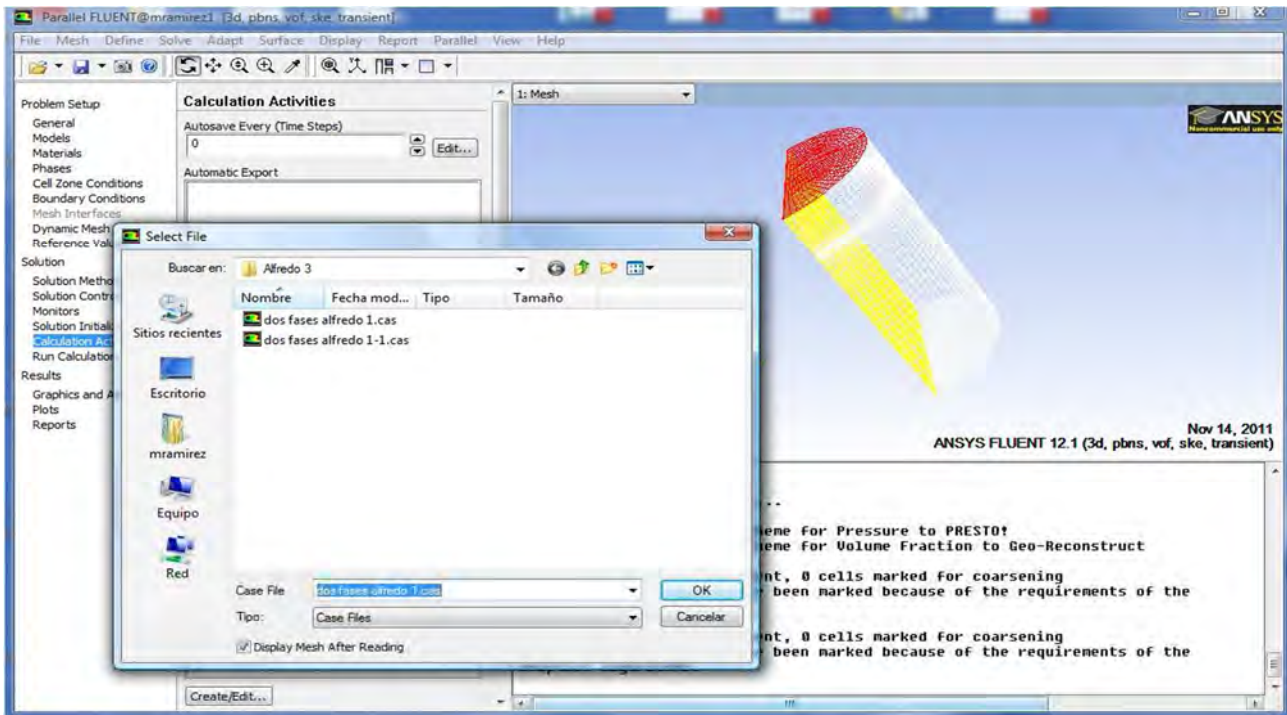 Parallel FLUENT@mramirez1 [3d, pbns, vof, ske, transient]
File Mesh Define Solve Adapt Surface Display Report Parallel View Help
Problem Setup
General
Models
Materials
Phases
Cell Zone Conditions
Boundary Conditions
Mesh Interfaces
Dynamic Mesh
Reference Val
Solution
Solution Metho
Solution Contr
Monitors
Solution Initial
Calculation Ac
Run Calculation
Results
Graphics and A
Plots
Reports
Calculation Activities
Autosave Every (Time Steps)
0
Edit...
Automatic Export
Create/Edit...
1: Mesh
ANSYS
Noncommercial use only
Nov 14, 2011
ANSYS FLUENT 12.1 (3d, pbns, vof, ske, transient)
Select File
Buscar en: Alfredo 3
Nombre Fecha mod... Tipo Tamaño
dos fases alfredo 1.cas
dos fases alfredo 1-1.cas
Sitios recientes
Escritorio
mramirez
Equipo
Red
Case File dos fases alfredo 1.cas OK
Tipo: Case Files Cancelar
Display Mesh After Reading
..
eme for Pressure to PRESTO!
eme for Volume Fraction to Geo-Reconstruct
nt, 0 cells marked for coarsening
been marked because of the requirements of the
nt, 0 cells marked for coarsening
been marked because of the requirements of the